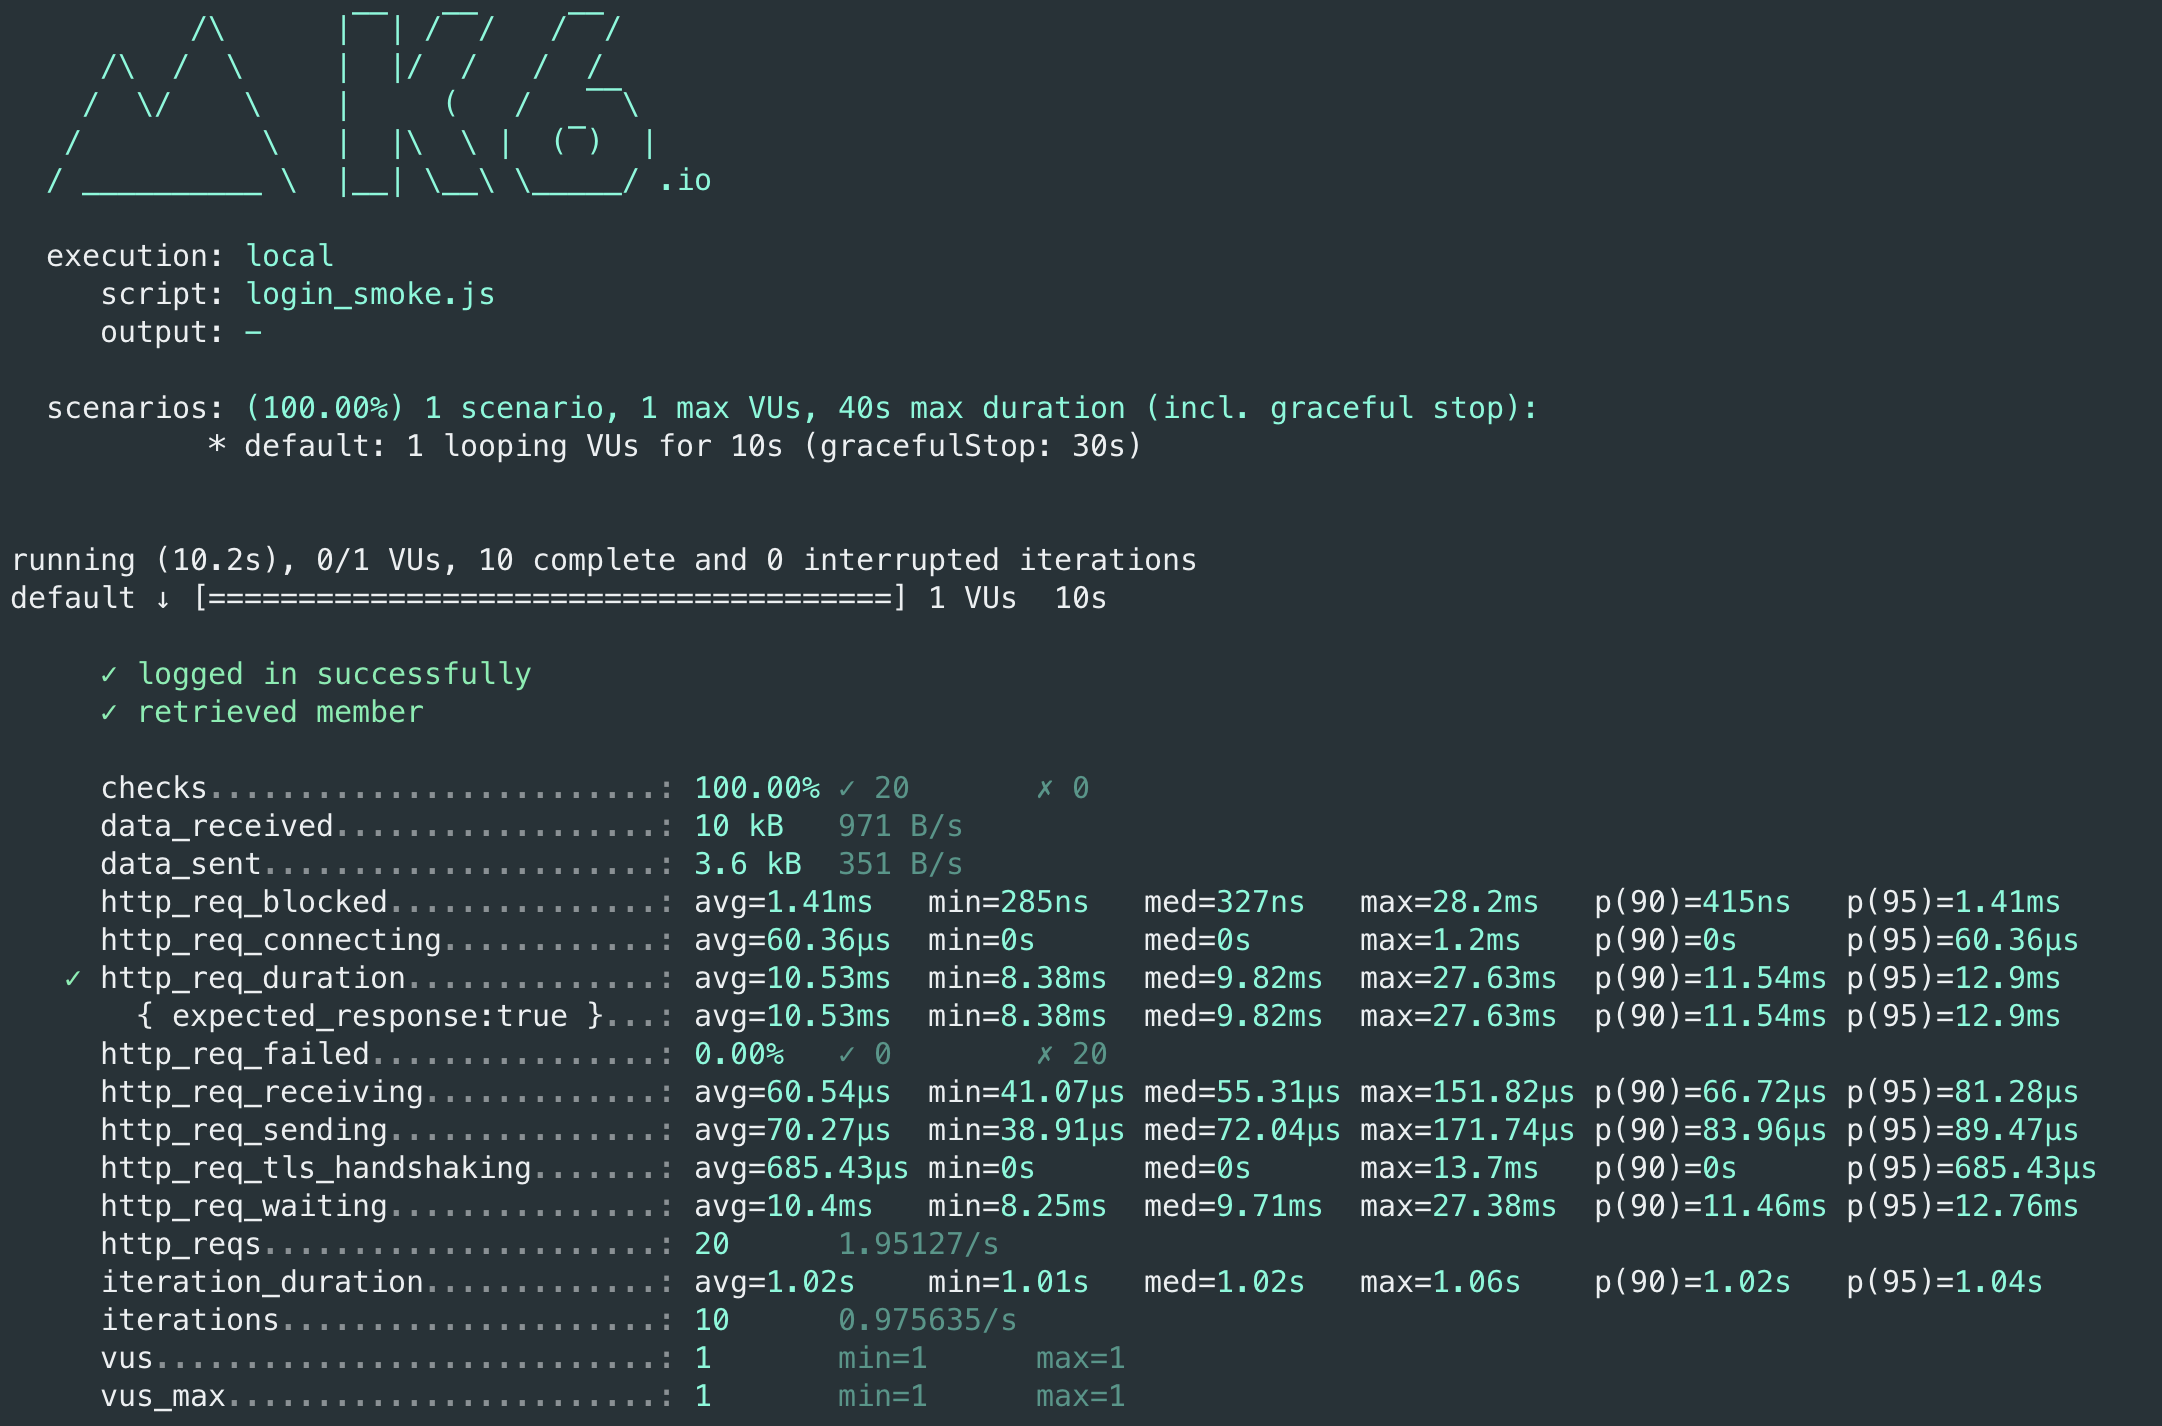 /\      |‾‾| /‾‾/   /‾‾/
     /\  /  \     |  |/  /   /  /
    /  \/    \    |     (   /   ‾‾\
   /          \   |  |\  \ |  (‾)  |
  / __________ \  |__| \__\ \_____/ .io

  execution: local
     script: login_smoke.js
     output: -

  scenarios: (100.00%) 1 scenario, 1 max VUs, 40s max duration (incl. graceful stop):
           * default: 1 looping VUs for 10s (gracefulStop: 30s)

running (10.2s), 0/1 VUs, 10 complete and 0 interrupted iterations
default ↓ [======================================] 1 VUs  10s

     ✓ logged in successfully
     ✓ retrieved member

     checks.........................: 100.00% ✓ 20       ✗ 0
     data_received..................: 10 kB   971 B/s
     data_sent......................: 3.6 kB  351 B/s
     http_req_blocked...............: avg=1.41ms   min=285ns   med=327ns   max=28.2ms   p(90)=415ns   p(95)=1.41ms
     http_req_connecting............: avg=60.36µs  min=0s      med=0s      max=1.2ms    p(90)=0s      p(95)=60.36µs
   ✓ http_req_duration..............: avg=10.53ms  min=8.38ms  med=9.82ms  max=27.63ms  p(90)=11.54ms p(95)=12.9ms
       { expected_response:true }...: avg=10.53ms  min=8.38ms  med=9.82ms  max=27.63ms  p(90)=11.54ms p(95)=12.9ms
     http_req_failed................: 0.00%   ✓ 0        ✗ 20
     http_req_receiving.............: avg=60.54µs  min=41.07µs med=55.31µs max=151.82µs p(90)=66.72µs p(95)=81.28µs
     http_req_sending...............: avg=70.27µs  min=38.91µs med=72.04µs max=171.74µs p(90)=83.96µs p(95)=89.47µs
     http_req_tls_handshaking.......: avg=685.43µs min=0s      med=0s      max=13.7ms   p(90)=0s      p(95)=685.43µs
     http_req_waiting...............: avg=10.4ms   min=8.25ms  med=9.71ms  max=27.38ms  p(90)=11.46ms p(95)=12.76ms
     http_reqs......................: 20      1.95127/s
     iteration_duration.............: avg=1.02s    min=1.01s   med=1.02s   max=1.06s    p(90)=1.02s   p(95)=1.04s
     iterations.....................: 10      0.975635/s
     vus............................: 1       min=1      max=1
     vus_max........................: 1       min=1      max=1